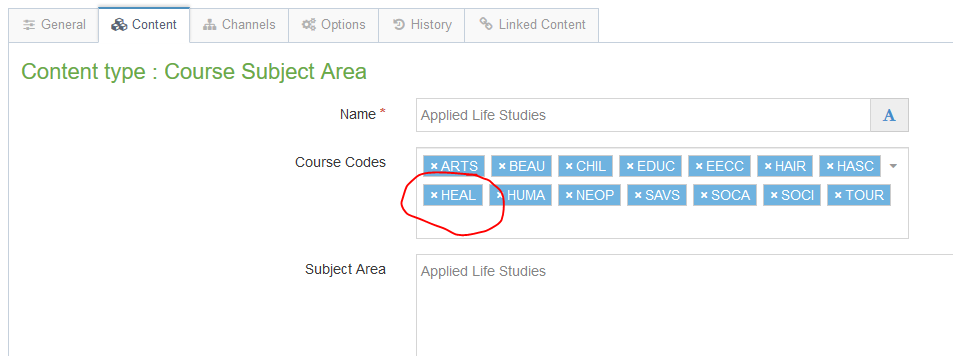 General Content Channels Options History Linked Content
Content type : Course Subject Area
Name * Applied Life Studies A
Course Codes × ARTS × BEAU × CHIL × EDUC × EECC × HAIR × HASC
× HEAL × HUMA × NEOP × SAVS × SOCA × SOCI × TOUR
Subject Area Applied Life Studies